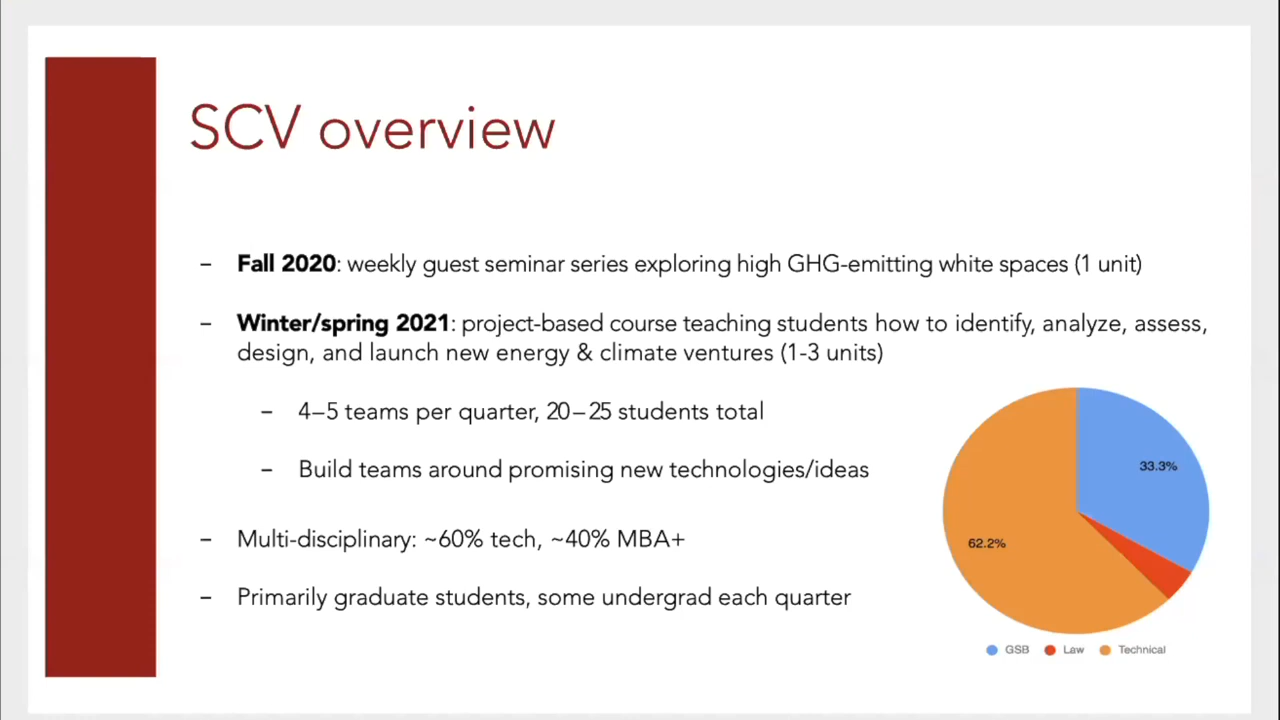 SCV overview
– Fall 2020: weekly guest seminar series exploring high GHG-emitting white spaces (1 unit)
– Winter/spring 2021: project-based course teaching students how to identify, analyze, assess,
design, and launch new energy & climate ventures (1-3 units)
– 4–5 teams per quarter, 20–25 students total
– Build teams around promising new technologies/ideas
– Multi-disciplinary: ~60% tech, ~40% MBA+
– Primarily graduate students, some undergrad each quarter
33.3%
62.2%
GSB Law Technical